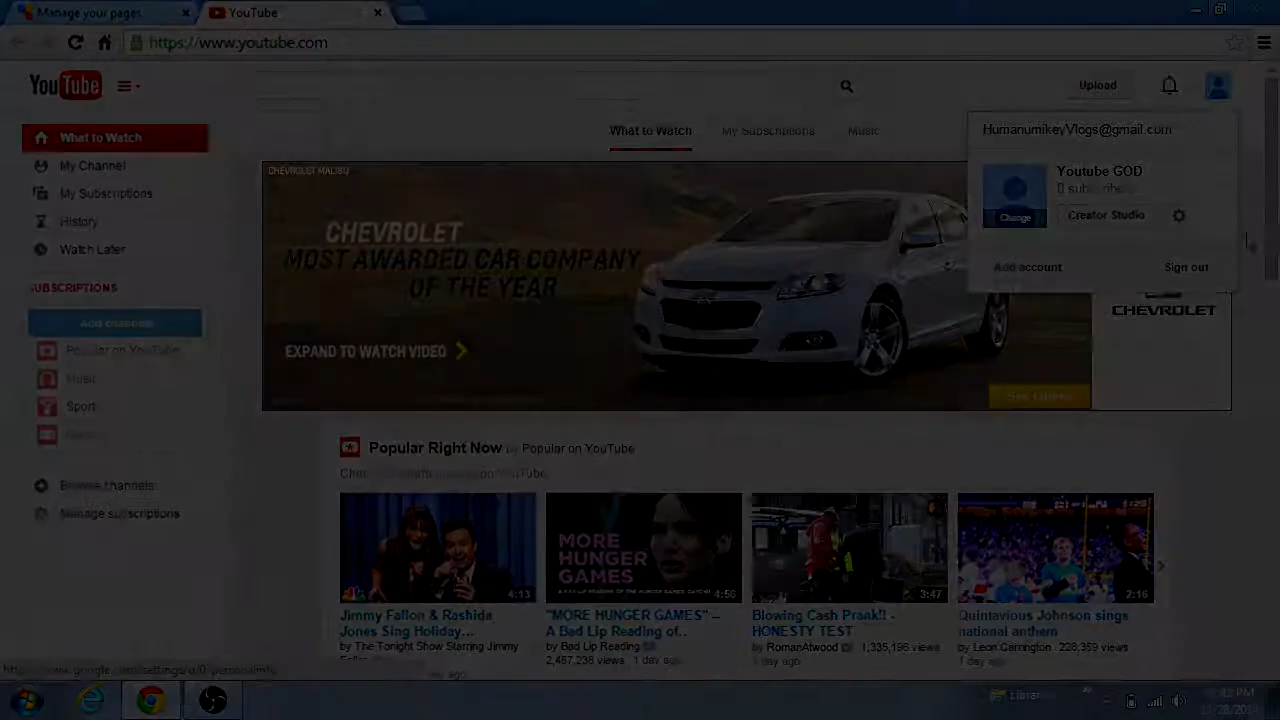 Manage your pages
YouTube
https://www.youtube.com
YouTube
Upload
What to Watch
My Subscriptions
Music
HumanumikeyVlogs@gmail.com
Youtube GOD
Change
Creator Studio
Add account
Sign out
What to Watch
My Channel
My Subscriptions
History
Watch Later
SUBSCRIPTIONS
Add channels
Popular on YouTube
Music
Sport
Browse channels
Manage subscriptions
CHEVROLET MALIBU
CHEVROLET
MOST AWARDED CAR COMPANY
OF THE YEAR
EXPAND TO WATCH VIDEO
CHEVROLET
Popular Right Now by Popular on YouTube
MORE
HUNGER
GAMES
1:25
4:13
4:56
3:47
2:16
Jimmy Fallon & Rashida
Jones Sing Holiday...
by The Tonight Show Starring Jimmy
"MORE HUNGER GAMES" –
A Bad Lip Reading of..
by Bad Lip Reading
2,487,238 views 1 day ago
Blowing Cash Prank!! -
HONESTY TEST
by RomanAtwood 1,335,196 views
1 day ago
Quintavious Johnson sings
national anthem
by Leon Carrington 228,359 views
1 day ago